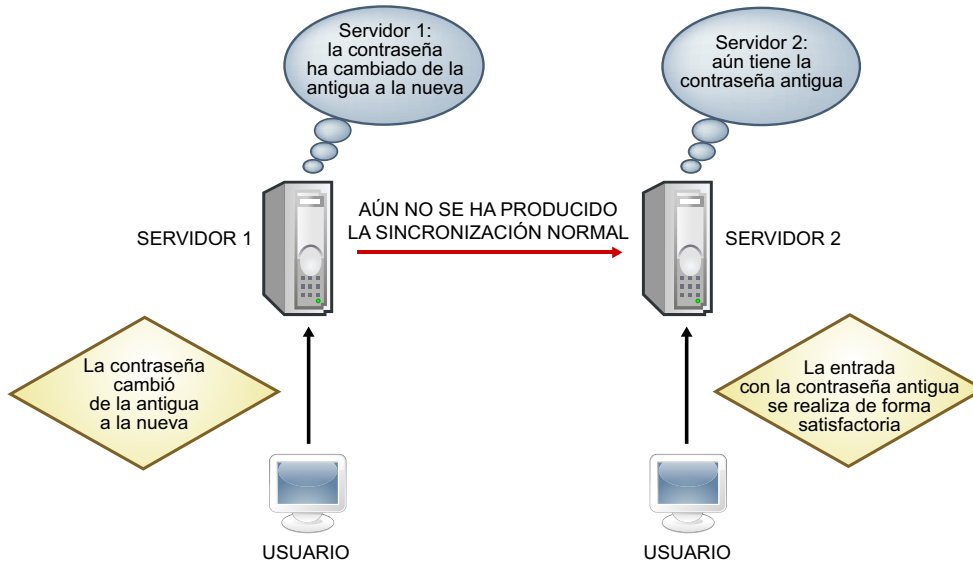 Servidor 1:
la contraseña
ha cambiado de la
antigua a la nueva
Servidor 2:
aún tiene la
contraseña antigua
SERVIDOR 1
AÚN NO SE HA PRODUCIDO
LA SINCRONIZACIÓN NORMAL
SERVIDOR 2
La contraseña
cambió
de la antigua
a la nueva
La entrada
con la contraseña antigua
se realiza de forma
satisfactoria
USUARIO
USUARIO